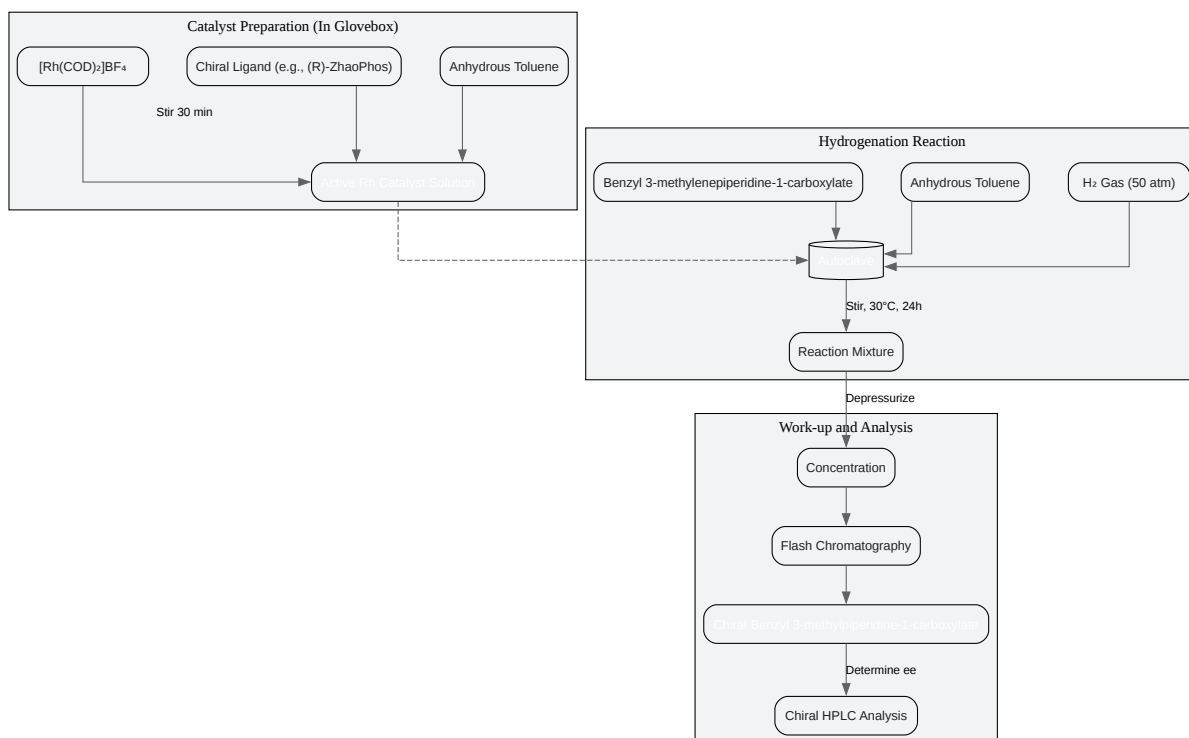 Catalyst Preparation (In Glovebox)
[Rh(COD)₂]BF₄
Chiral Ligand (e.g., (R)-ZhaoPhos)
Anhydrous Toluene
Stir 30 min
Active Rh Catalyst Solution
Hydrogenation Reaction
Benzyl 3-methylenepiperidine-1-carboxylate
Anhydrous Toluene
H₂ Gas (50 atm)
Autoclave
Stir, 30°C, 24h
Reaction Mixture
Depressurize
Work-up and Analysis
Concentration
Flash Chromatography
Chiral Benzyl 3-methylpiperidine-1-carboxylate
Determine ee
Chiral HPLC Analysis